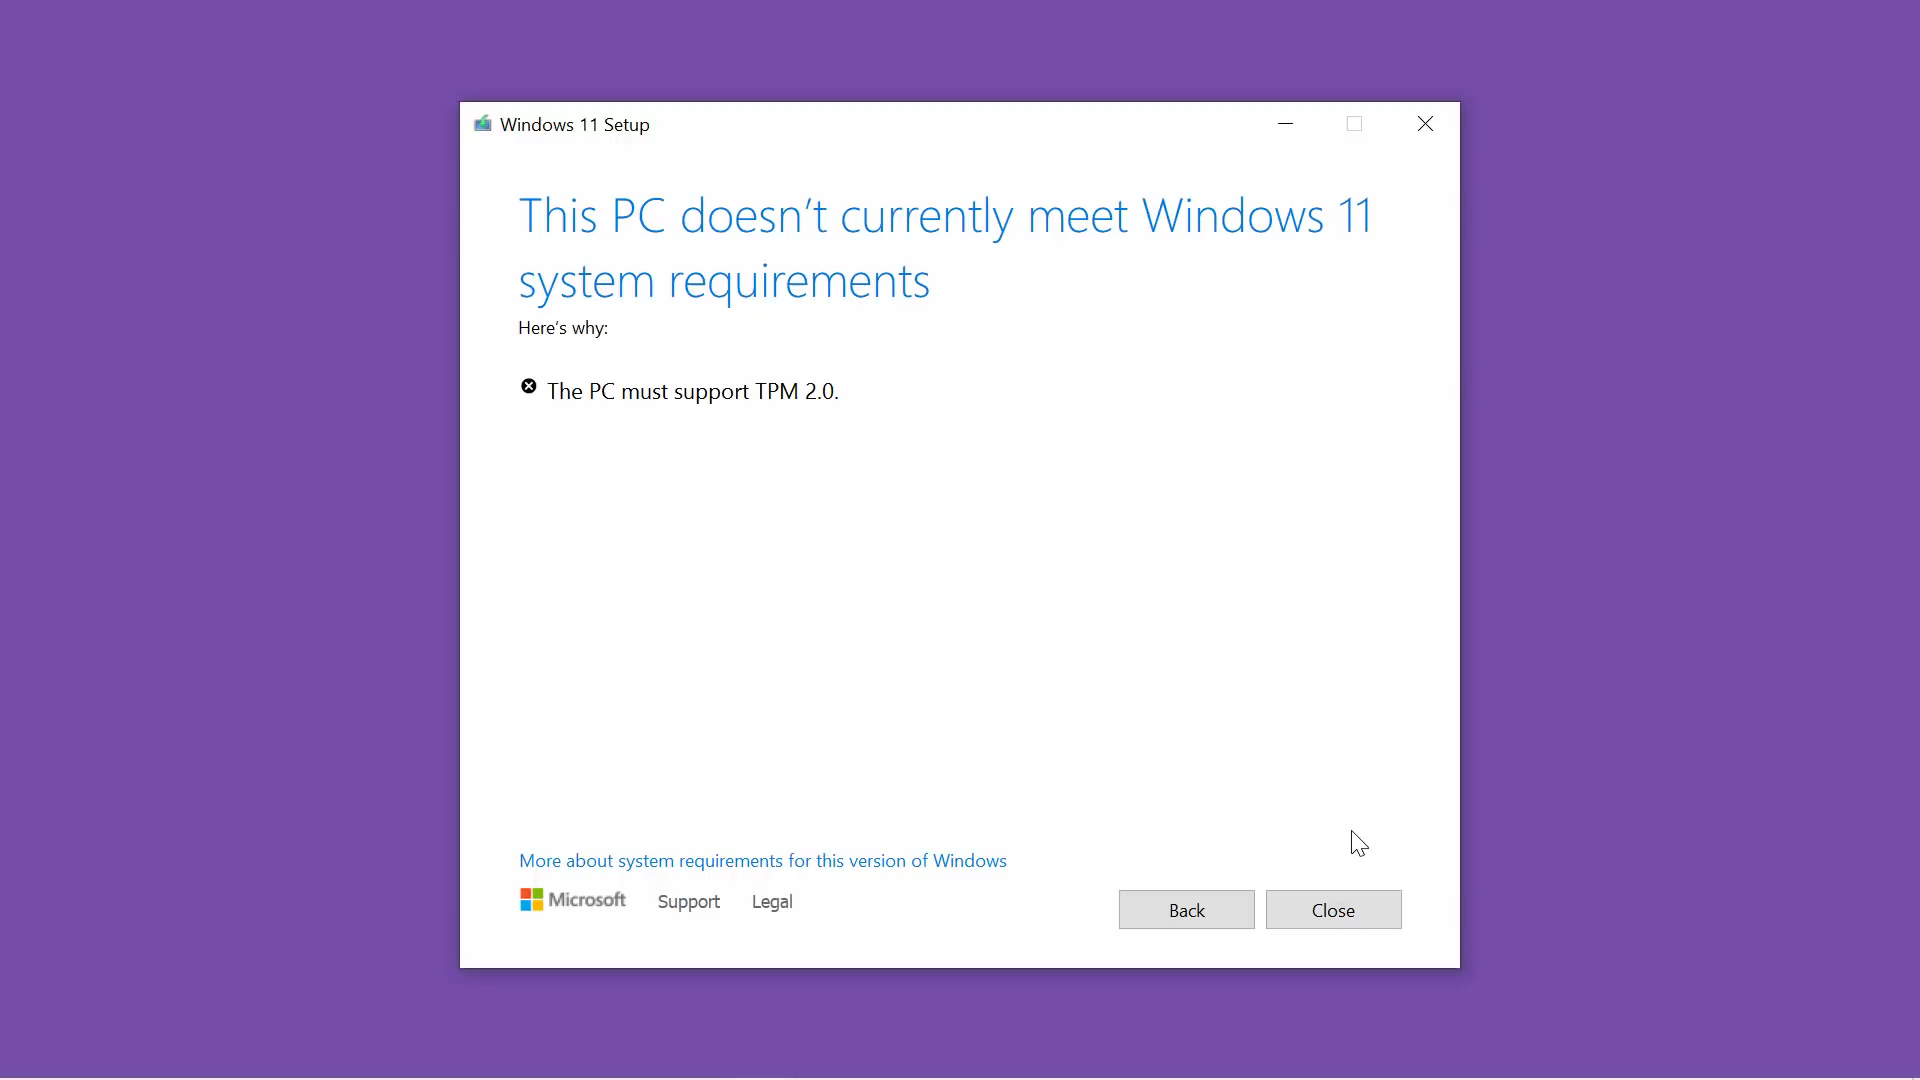 Windows 11 Setup
This PC doesn’t currently meet Windows 11
system requirements
Here’s why:
The PC must support TPM 2.0.
More about system requirements for this version of Windows
Microsoft Support Legal
Back Close